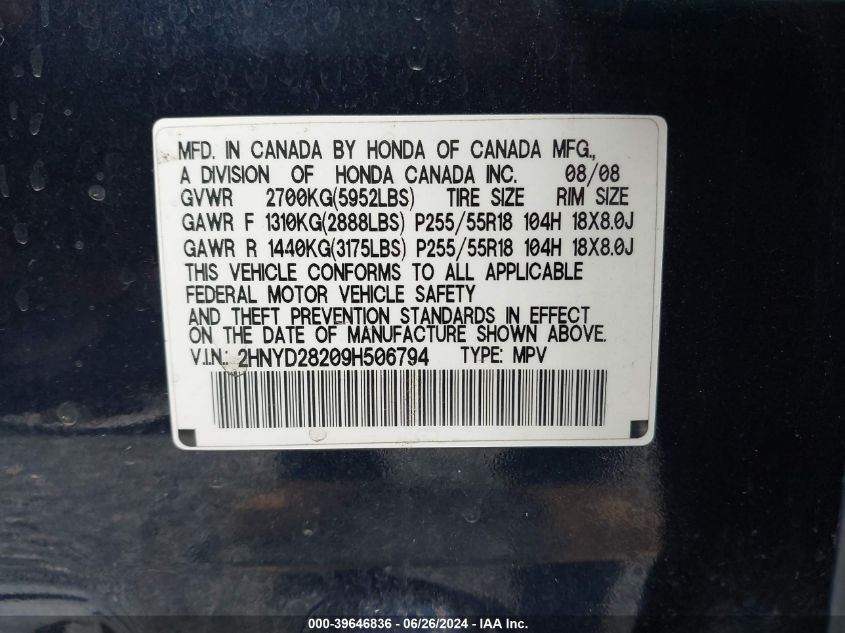 MFD. IN CANADA BY HONDA OF CANADA MFG.,
A DIVISION OF HONDA CANADA INC. 08/08
GVWR 2700KG(5952LBS) TIRE SIZE RIM SIZE
GAWR F 1310KG(2888LBS) P255/55R18 104H 18X8.0J
GAWR R 1440KG(3175LBS) P255/55R18 104H 18X8.0J
THIS VEHICLE CONFORMS TO ALL APPLICABLE
FEDERAL MOTOR VEHICLE SAFETY
AND THEFT PREVENTION STANDARDS IN EFFECT
ON THE DATE OF MANUFACTURE SHOWN ABOVE.
V.I.N.: 2HNYD28209H506794 TYPE: MPV
000-39646836 - 06/26/2024 - IAA Inc.